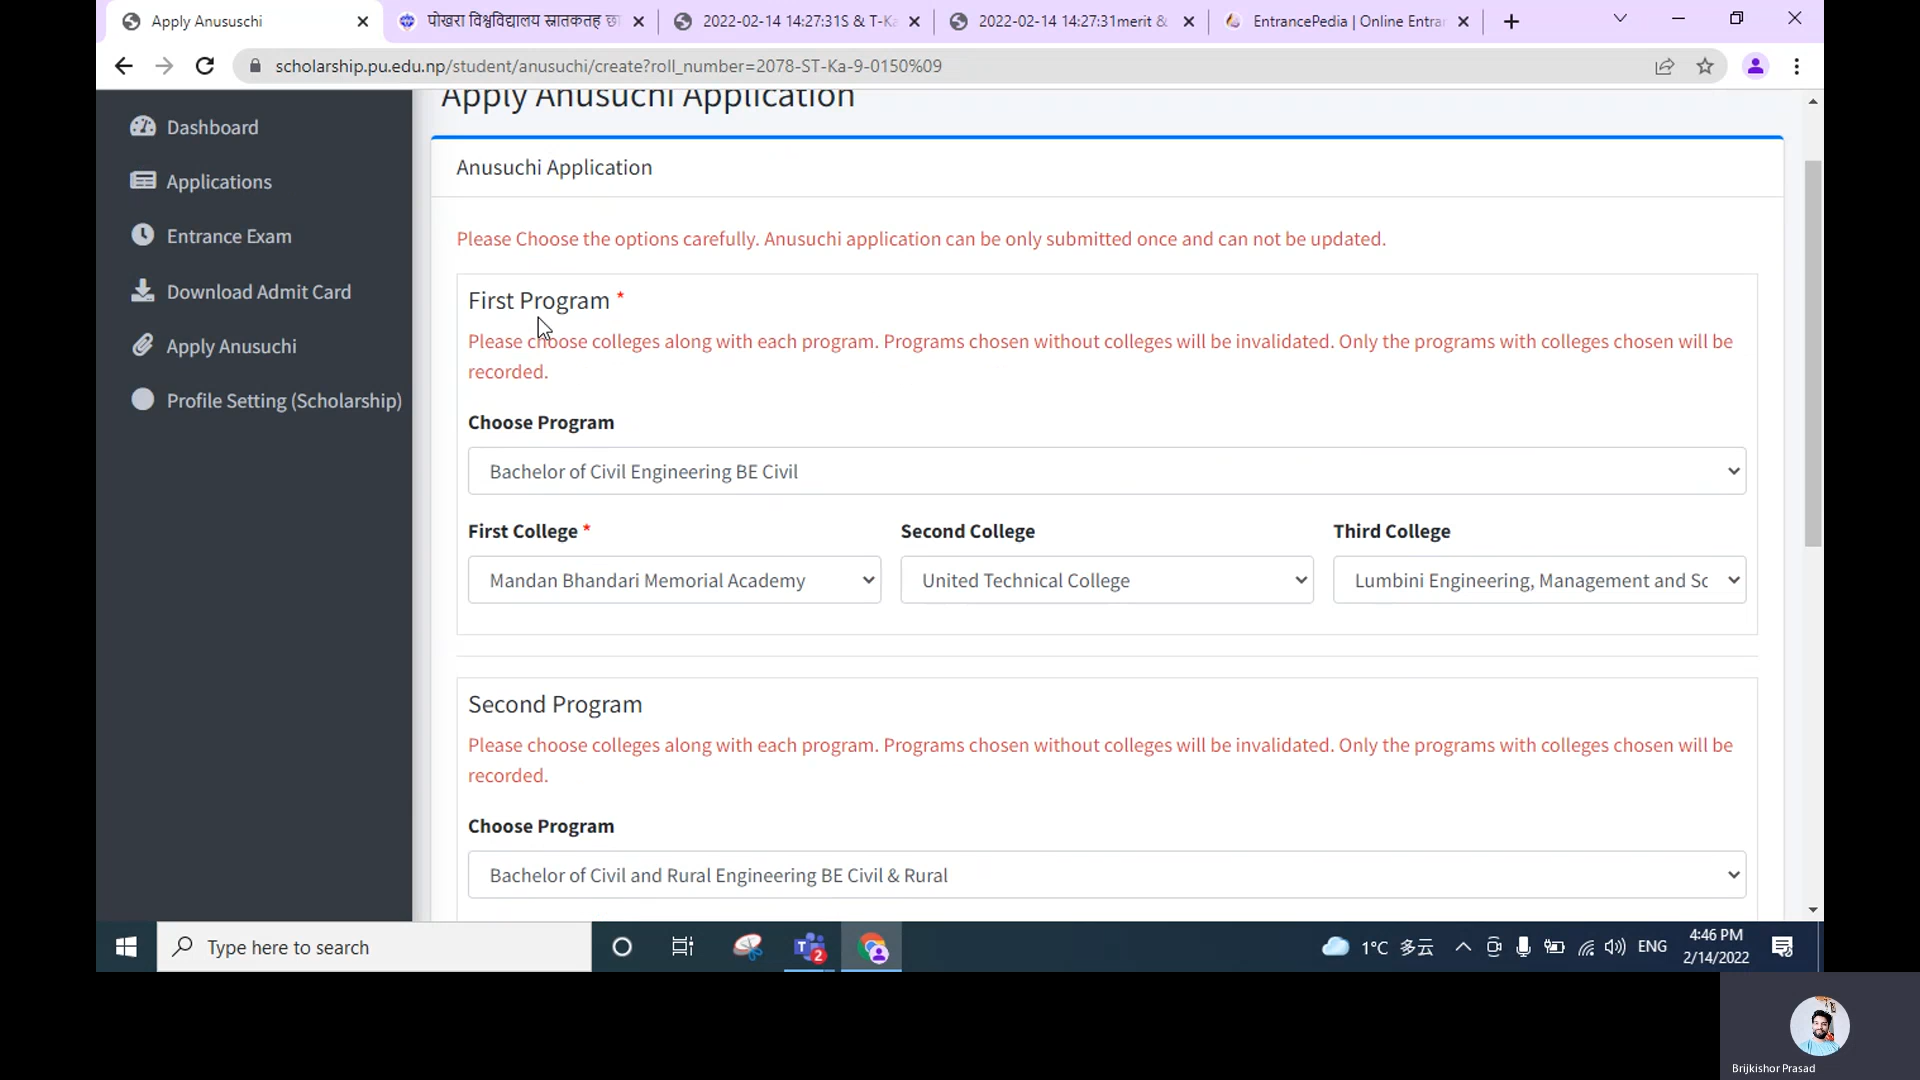 Apply Anususchi
पोखरा विश्वविद्यालय स्नातकतह छा
2022-02-14 14:27:31S & T-Ka
2022-02-14 14:27:31merit &
EntrancePedia | Online Entra
scholarship.pu.edu.np/student/anusuchi/create?roll_number=2078-ST-Ka-9-0150%09
Dashboard
Applications
Entrance Exam
Download Admit Card
Apply Anusuchi
Profile Setting (Scholarship)
Apply Anusuchi Application
Anusuchi Application
Please Choose the options carefully. Anusuchi application can be only submitted once and can not be updated.
First Program *
Please choose colleges along with each program. Programs chosen without colleges will be invalidated. Only the programs with colleges chosen will be
recorded.
Choose Program
Bachelor of Civil Engineering BE Civil
First College * Second College Third College
Mandan Bhandari Memorial Academy United Technical College Lumbini Engineering, Management and Sc
Second Program
Please choose colleges along with each program. Programs chosen without colleges will be invalidated. Only the programs with colleges chosen will be
recorded.
Choose Program
Bachelor of Civil and Rural Engineering BE Civil & Rural
Type here to search
2
1°C 多云
ENG
4:46 PM
2/14/2022
Brijkishor Prasad